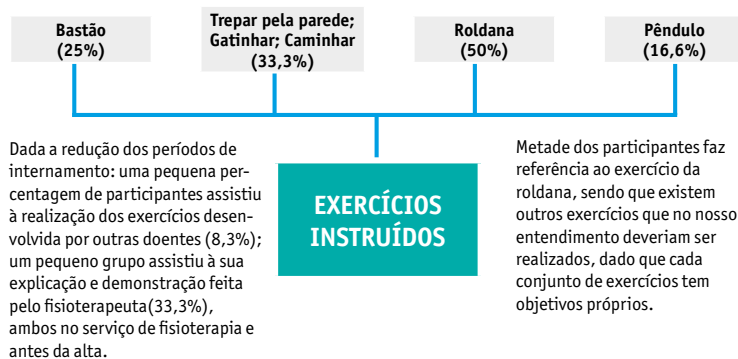 Bastão
(25%)
Trepar pela parede;
Gatinhar; Caminhar
(33,3%)
Roldana
(50%)
Pêndulo
(16,6%)
Dada a redução dos períodos de
internamento: uma pequena per-
centagem de participantes assistiu
à realização dos exercícios desen-
volvida por outras doentes (8,3%);
um pequeno grupo assistiu à sua
explicação e demonstração feita
pelo fisioterapeuta(33,3%),
ambos no serviço de fisioterapia e
antes da alta.
EXERCÍCIOS
INSTRUÍDOS
Metade dos participantes faz
referência ao exercício da
roldana, sendo que existem
outros exercícios que no nosso
entendimento deveriam ser
realizados, dado que cada
conjunto de exercícios tem
objetivos próprios.